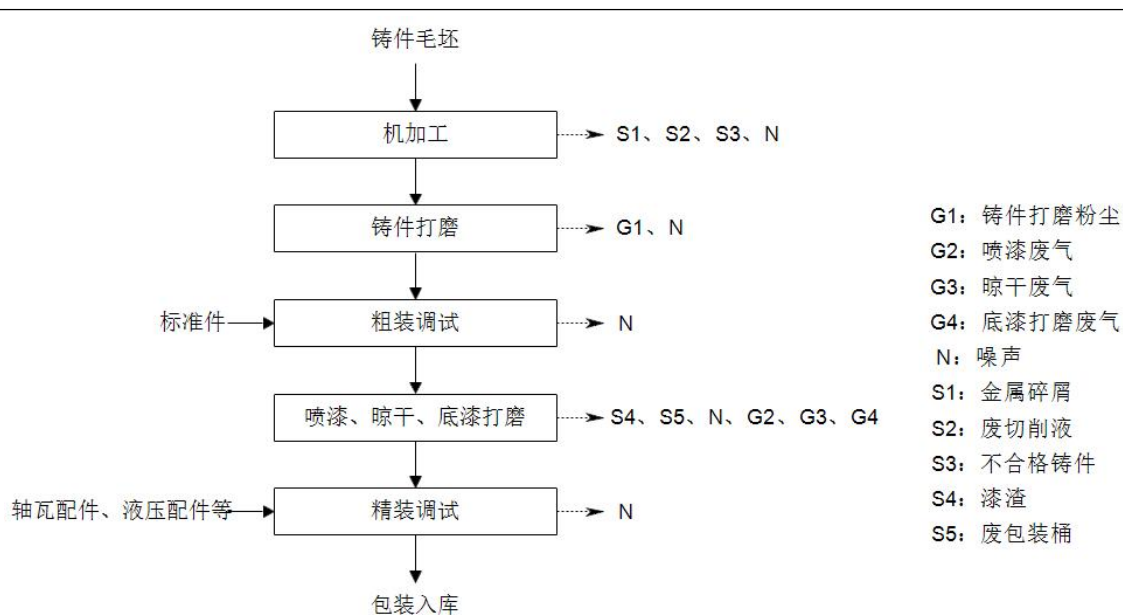 铸件毛坯
机加工
S1、S2、S3、N
铸件打磨
G1、N
标准件
粗装调试
N
喷漆、晾干、底漆打磨
S4、S5、N、G2、G3、G4
轴瓦配件、液压配件等
精装调试
N
包装入库
G1：铸件打磨粉尘
G2：喷漆废气
G3：晾干废气
G4：底漆打磨废气
N：噪声
S1：金属碎屑
S2：废切削液
S3：不合格铸件
S4：漆渣
S5：废包装桶